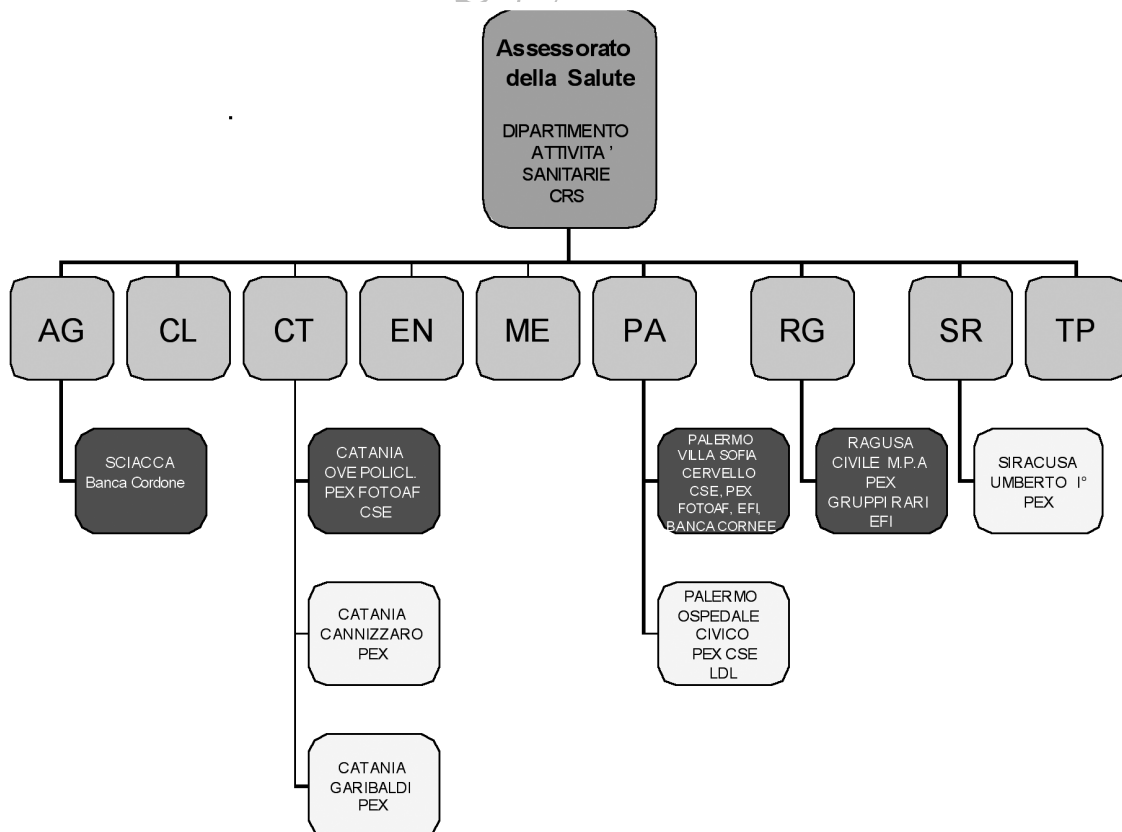 Assessorato
della Salute
DIPARTIMENTO
ATTIVITA '
SANITARIE
CRS
AG
CL
CT
EN
ME
PA
RG
SR
TP
SCIACCA
Banca Cordone
CATANIA
OVE POLICL.
PEX FOTOAF
CSE
PALERMO
VILLA SOFIA
CERVELLO
CSE, PEX
FOTOAF, EFI,
BANCA CORNEE
RAGUSA
CIVILE M.P.A
PEX
GRUPPI RARI
EFI
SIRACUSA
UMBERTO I°
PEX
CATANIA
CANNIZZARO
PEX
PALERMO
OSPEDALE
CIVICO
PEX CSE
LDL
CATANIA
GARIBALDI
PEX